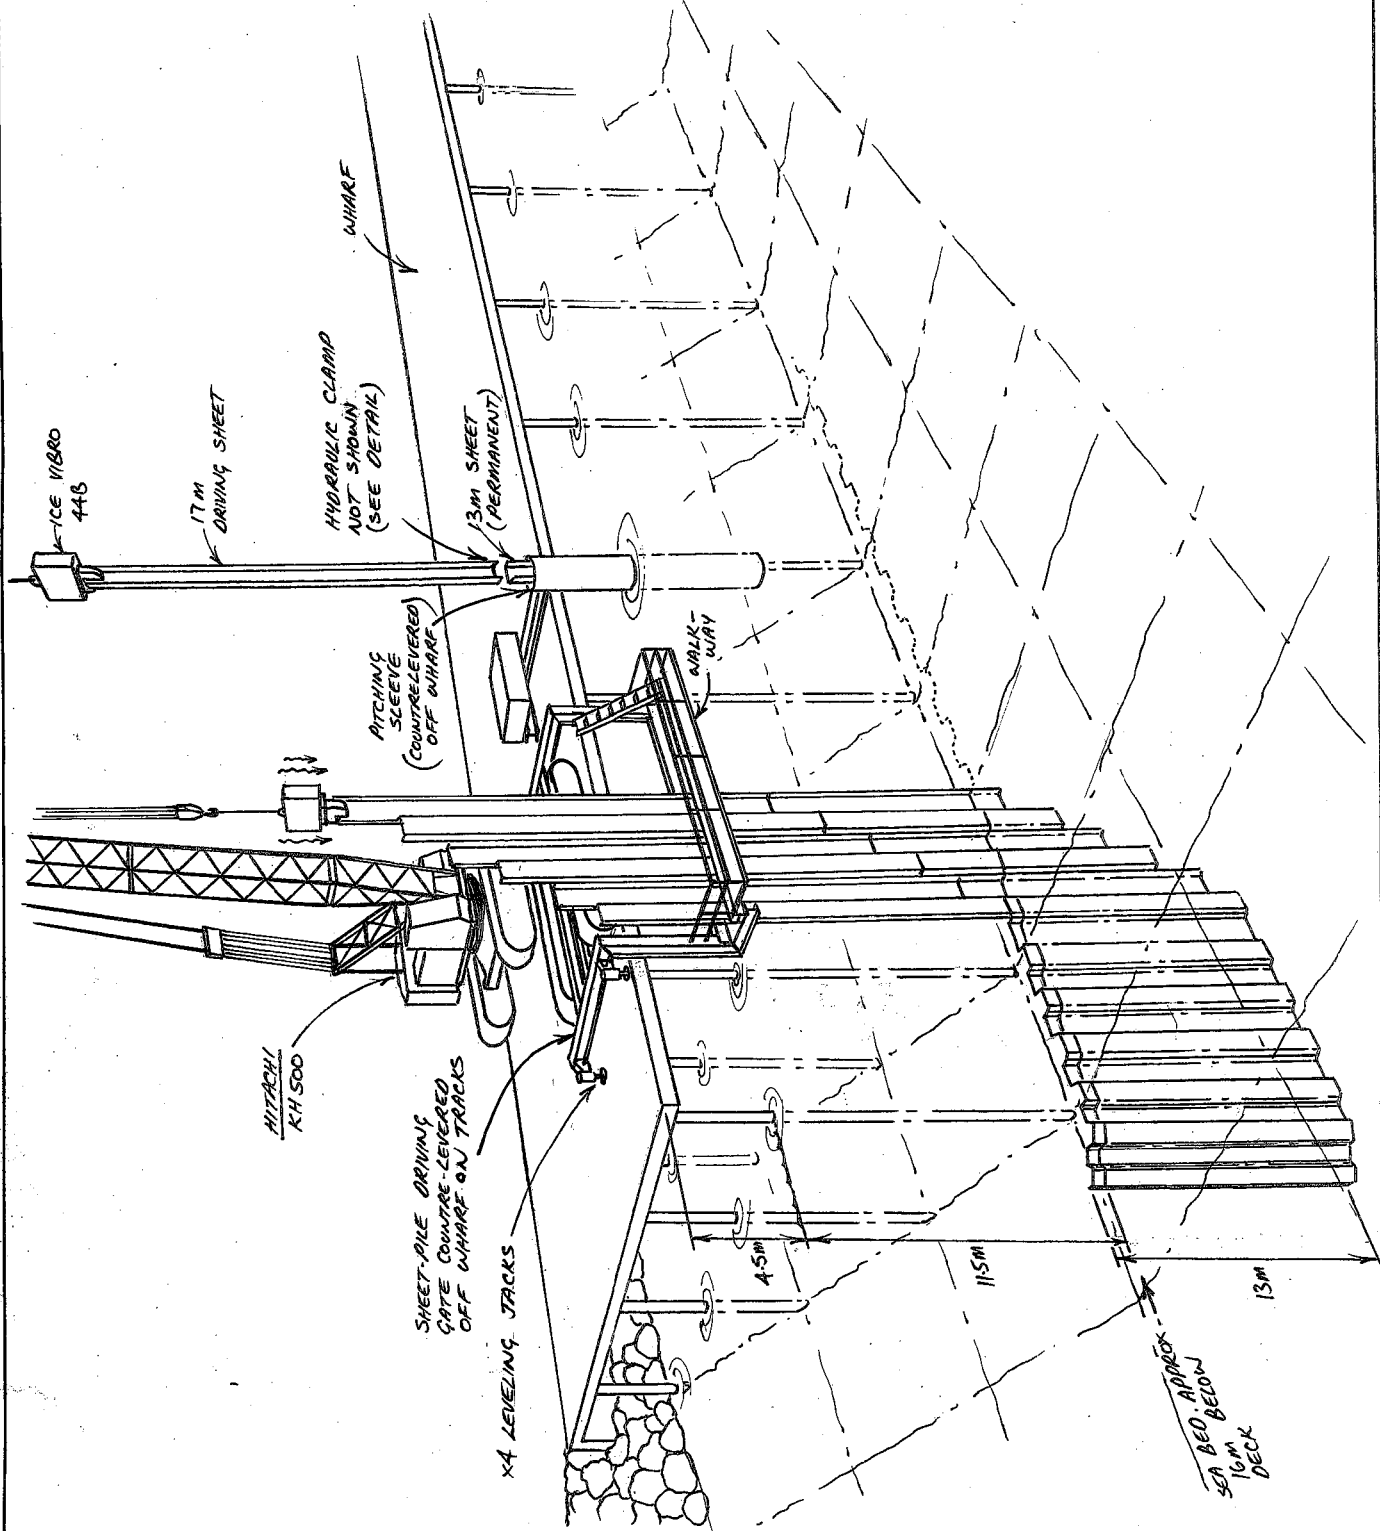 ICE VIBRO
44B
17M
DRIVING SHEET
HYDRAULIC CLAMP
NOT SHOWN
(SEE DETAIL)
13M SHEET
(PERMANENT)
WHARF
PITCHING
SLEEVE
(COUNTRELEVERED
OFF WHARF)
WALK-
WAY
HITACHI
KH 500
SHEET-PILE DRIVING
GATE COUNTRE-LEVERED
OFF WHARF ON TRACKS
X4 LEVELING JACKS
4.5M
11.5M
13M
SEA BED. APPROX
16M BELOW
DECK